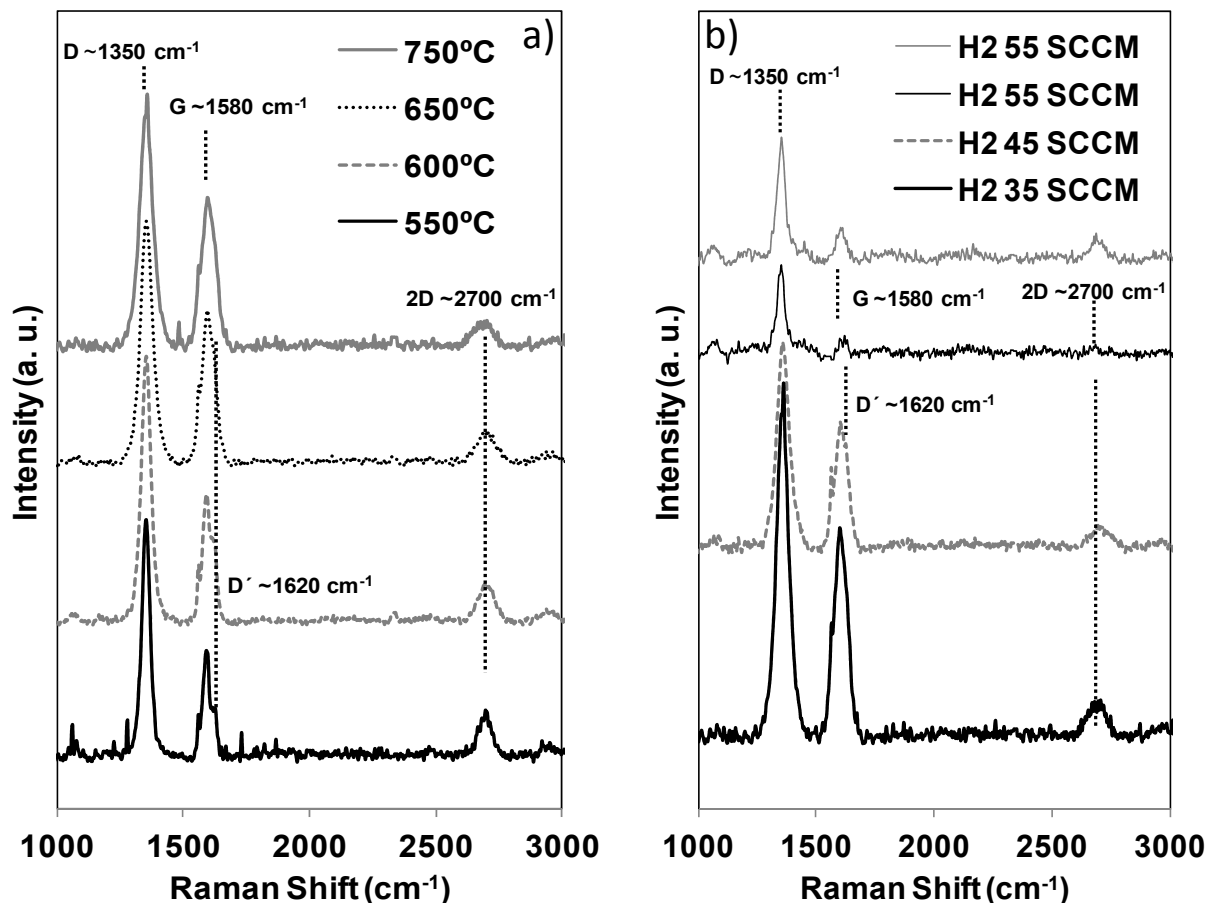 a)
D ~1350 cm-1
G ~1580 cm-1
750ºC
650ºC
600ºC
550ºC
2D ~2700 cm-1
D´ ~1620 cm-1
Intensity (a. u.)
1000 1500 2000 2500 3000
Raman Shift (cm-1)
b)
H2 55 SCCM
H2 55 SCCM
H2 45 SCCM
H2 35 SCCM
D ~1350 cm-1
G ~1580 cm-1
2D ~2700 cm-1
D´ ~1620 cm-1
Intensity (a. u.)
1000 1500 2000 2500 3000
Raman Shift (cm-1)